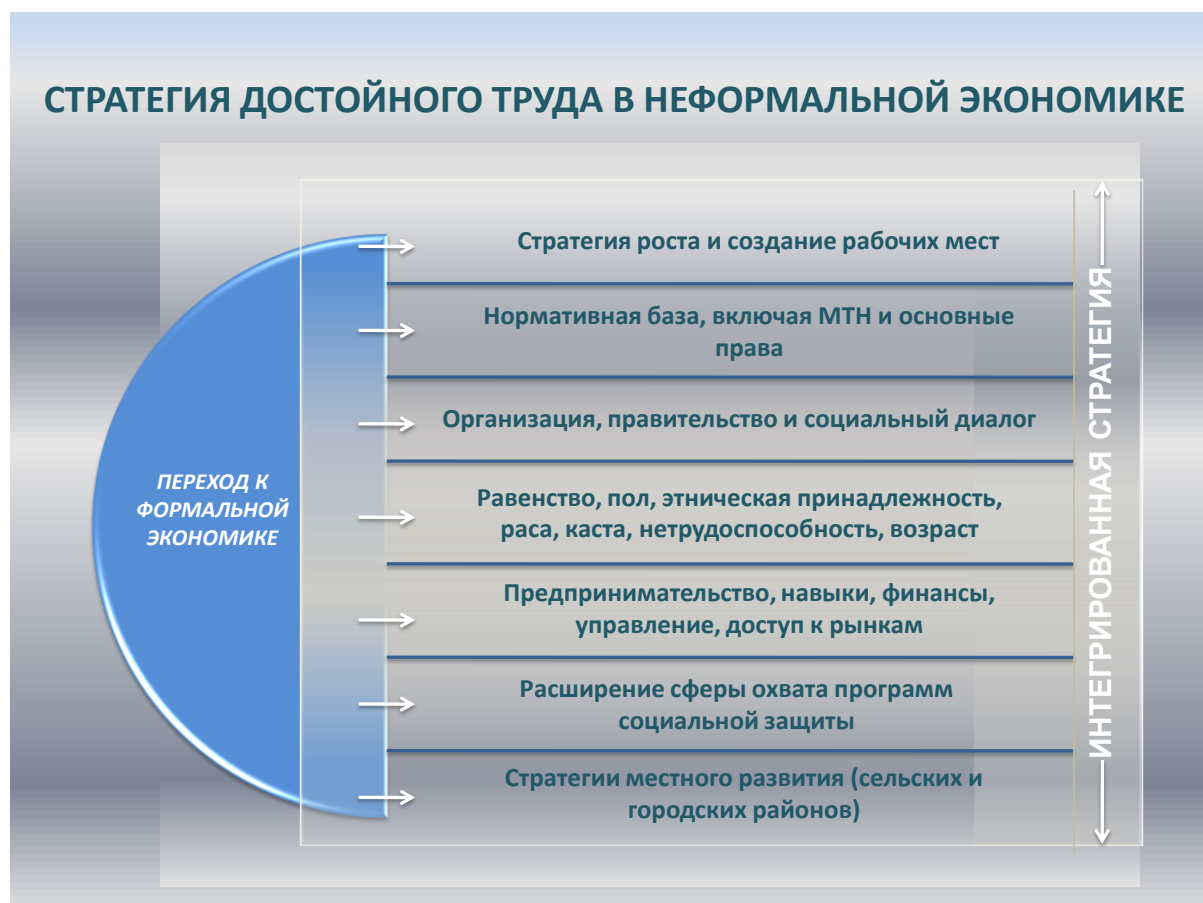 СТРАТЕГИЯ ДОСТОЙНОГО ТРУДА В НЕФОРМАЛЬНОЙ ЭКОНОМИКЕ
ПЕРЕХОД К
ФОРМАЛЬНОЙ
ЭКОНОМИКЕ
Стратегия роста и создание рабочих мест
Нормативная база, включая МТН и основные
права
Организация, правительство и социальный диалог
Равенство, пол, этническая принадлежность,
раса, каста, нетрудоспособность, возраст
Предпринимательство, навыки, финансы,
управление, доступ к рынкам
Расширение сферы охвата программ
социальной защиты
Стратегии местного развития (сельских и
городских районов)
ИНТЕГРИРОВАННАЯ СТРАТЕГИЯ